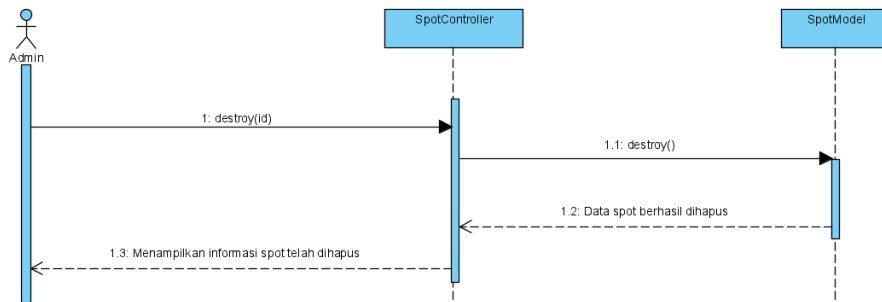 SpotController
SpotModel
Admin
1: destroy(id)
1.1: destroy()
1.2: Data spot berhasil dihapus
1.3: Menampilkan informasi spot telah dihapus